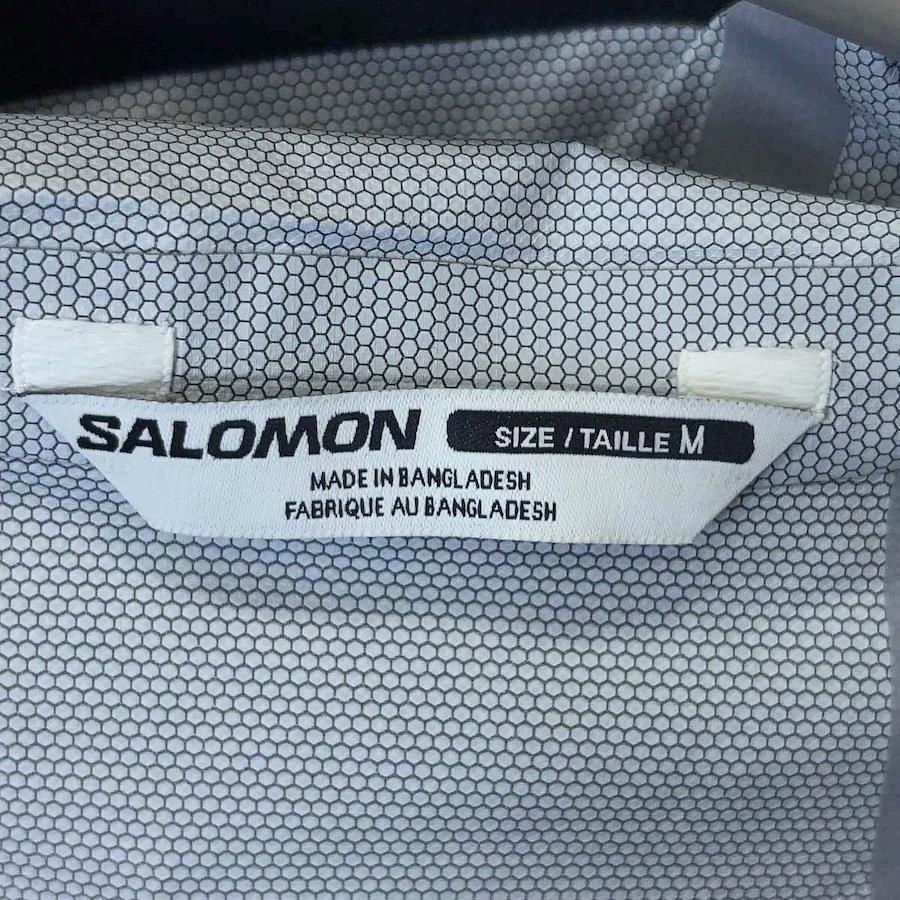 SALOMON SIZE / TAILLE M
MADE IN BANGLADESH
FABRIQUE AU BANGLADESH